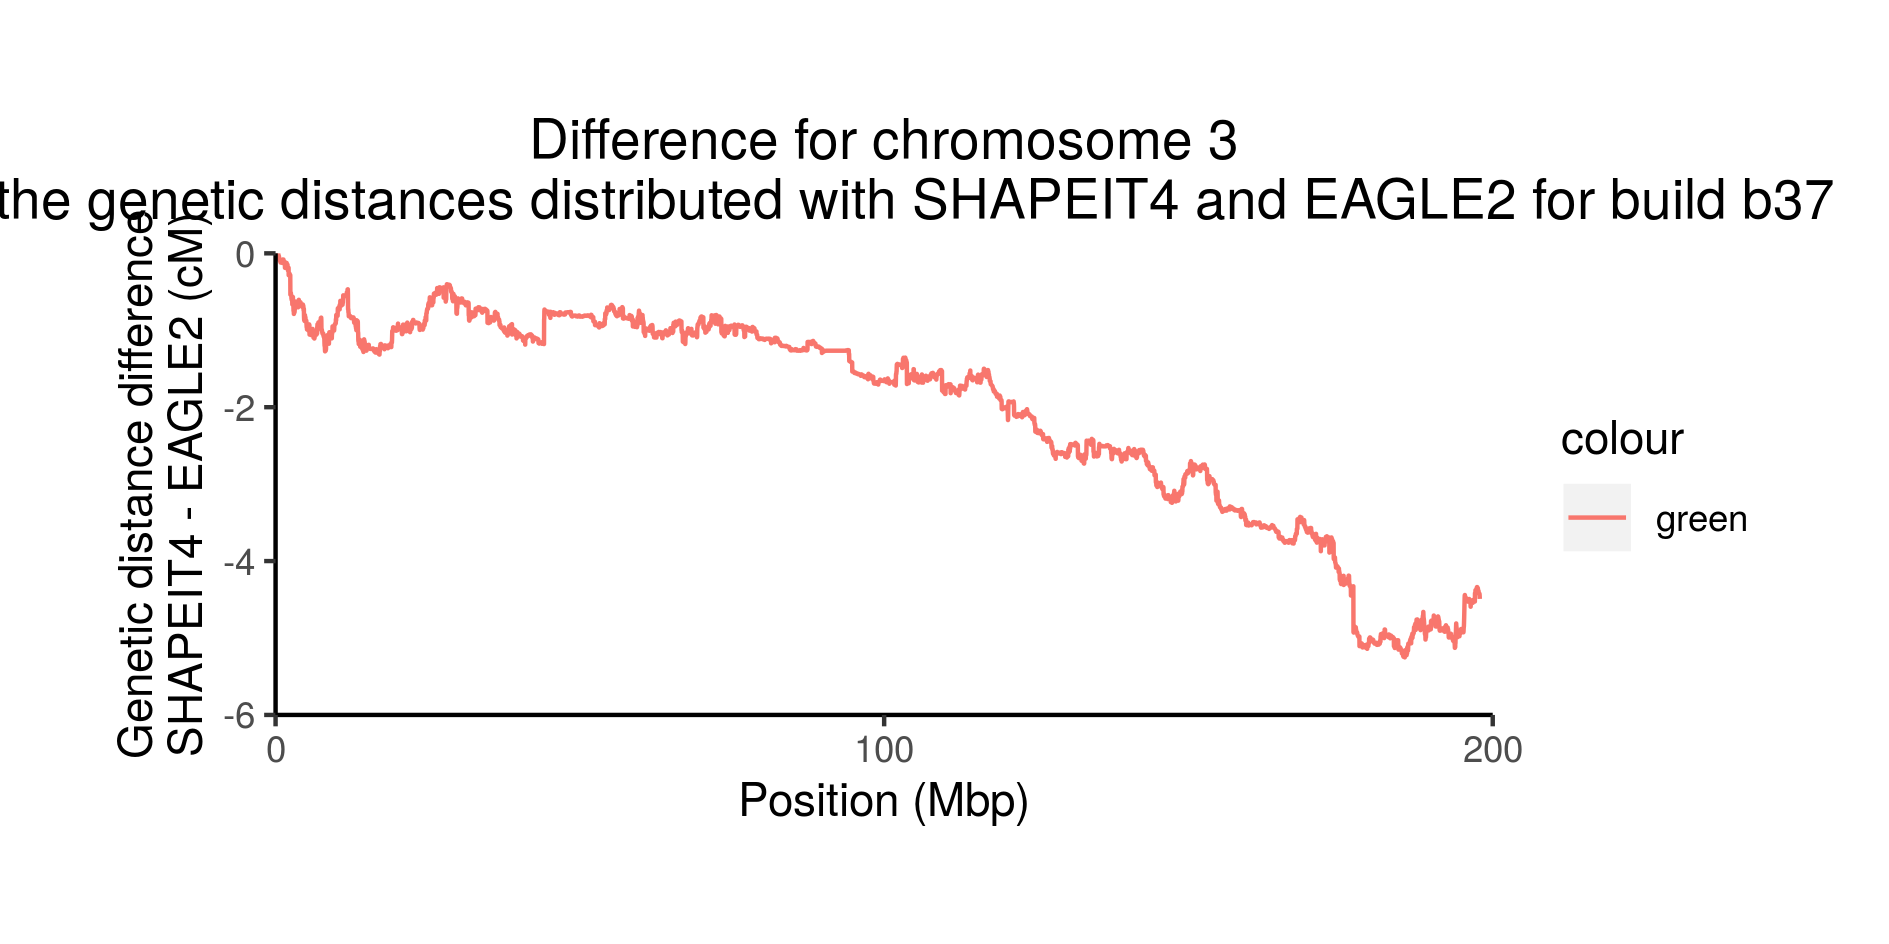 Difference for chromosome 3
the genetic distances distributed with SHAPEIT4 and EAGLE2 for build b37
Genetic distance difference
SHAPEIT4 - EAGLE2 (cM)
0
-2
-4
-6
0
100
200
Position (Mbp)
colour
green